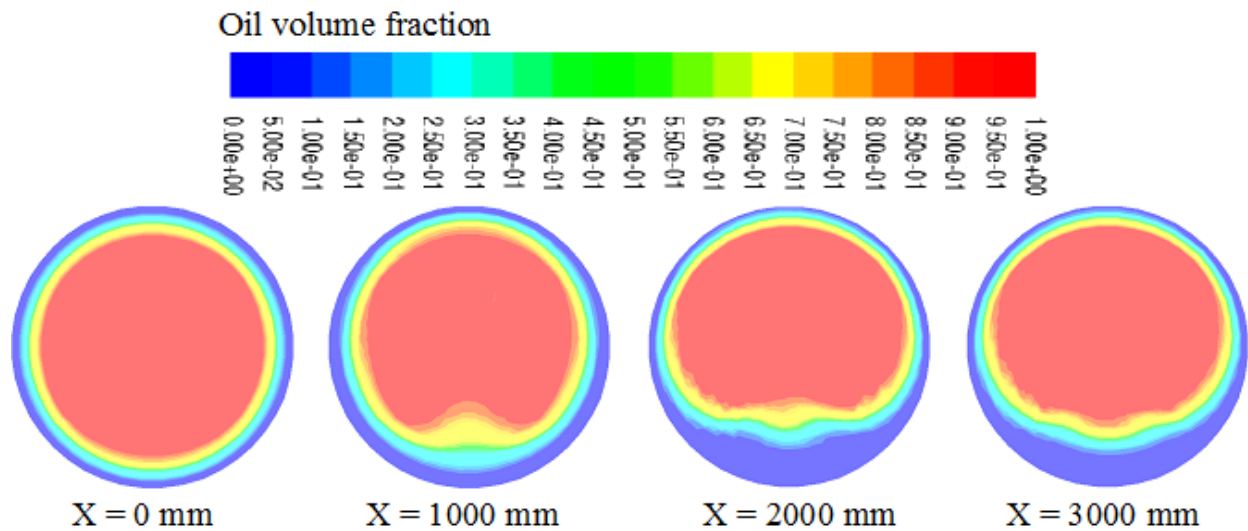 Oil volume fraction
0.00e+00 5.00e-02 1.00e-01 1.50e-01 2.00e-01 2.50e-01 3.00e-01 3.50e-01 4.00e-01 4.50e-01 5.00e-01 5.50e-01 6.00e-01 6.50e-01 7.00e-01 7.50e-01 8.00e-01 8.50e-01 9.00e-01 9.50e-01 1.00e+00
X = 0 mm X = 1000 mm X = 2000 mm X = 3000 mm